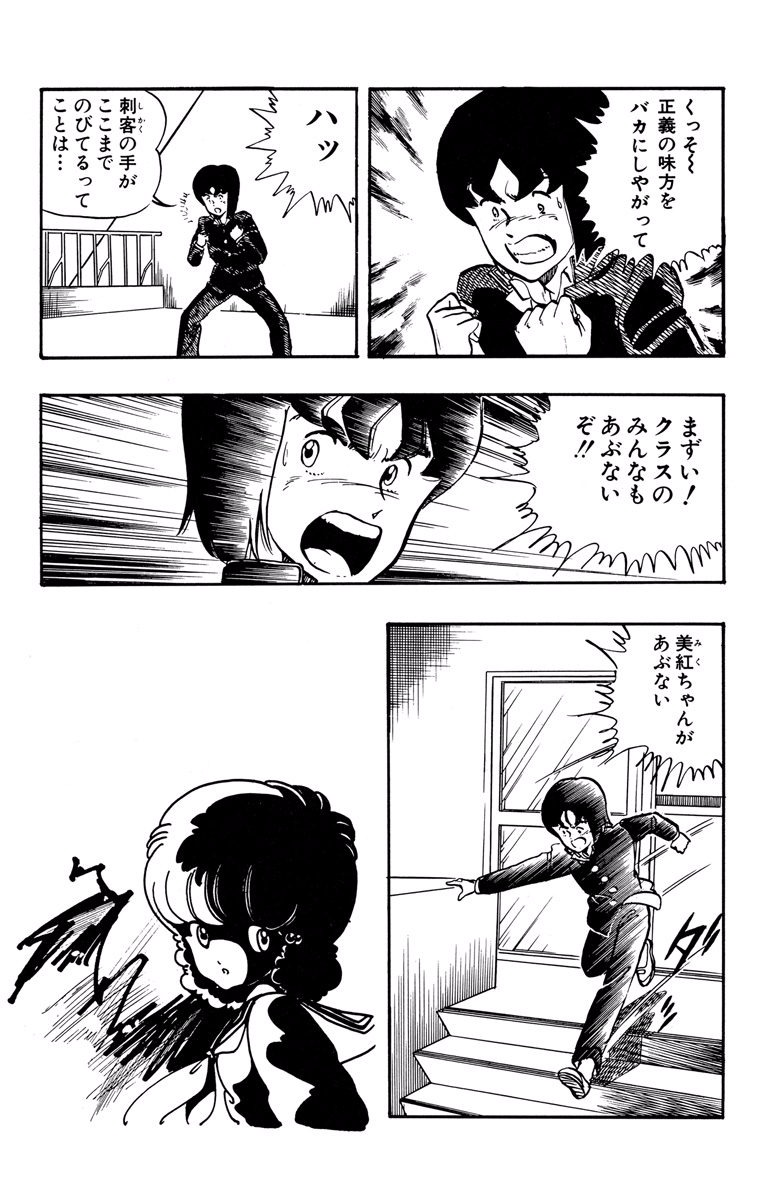 くっそ～
正義の味方を
バカにしやがって
ハッ
刺客の手が
ここまで
のびてるって
ことは…
まずい!
クラスの
みんなも
あぶない
ぞ!!
美紅ちゃんが
あぶない
ダッ